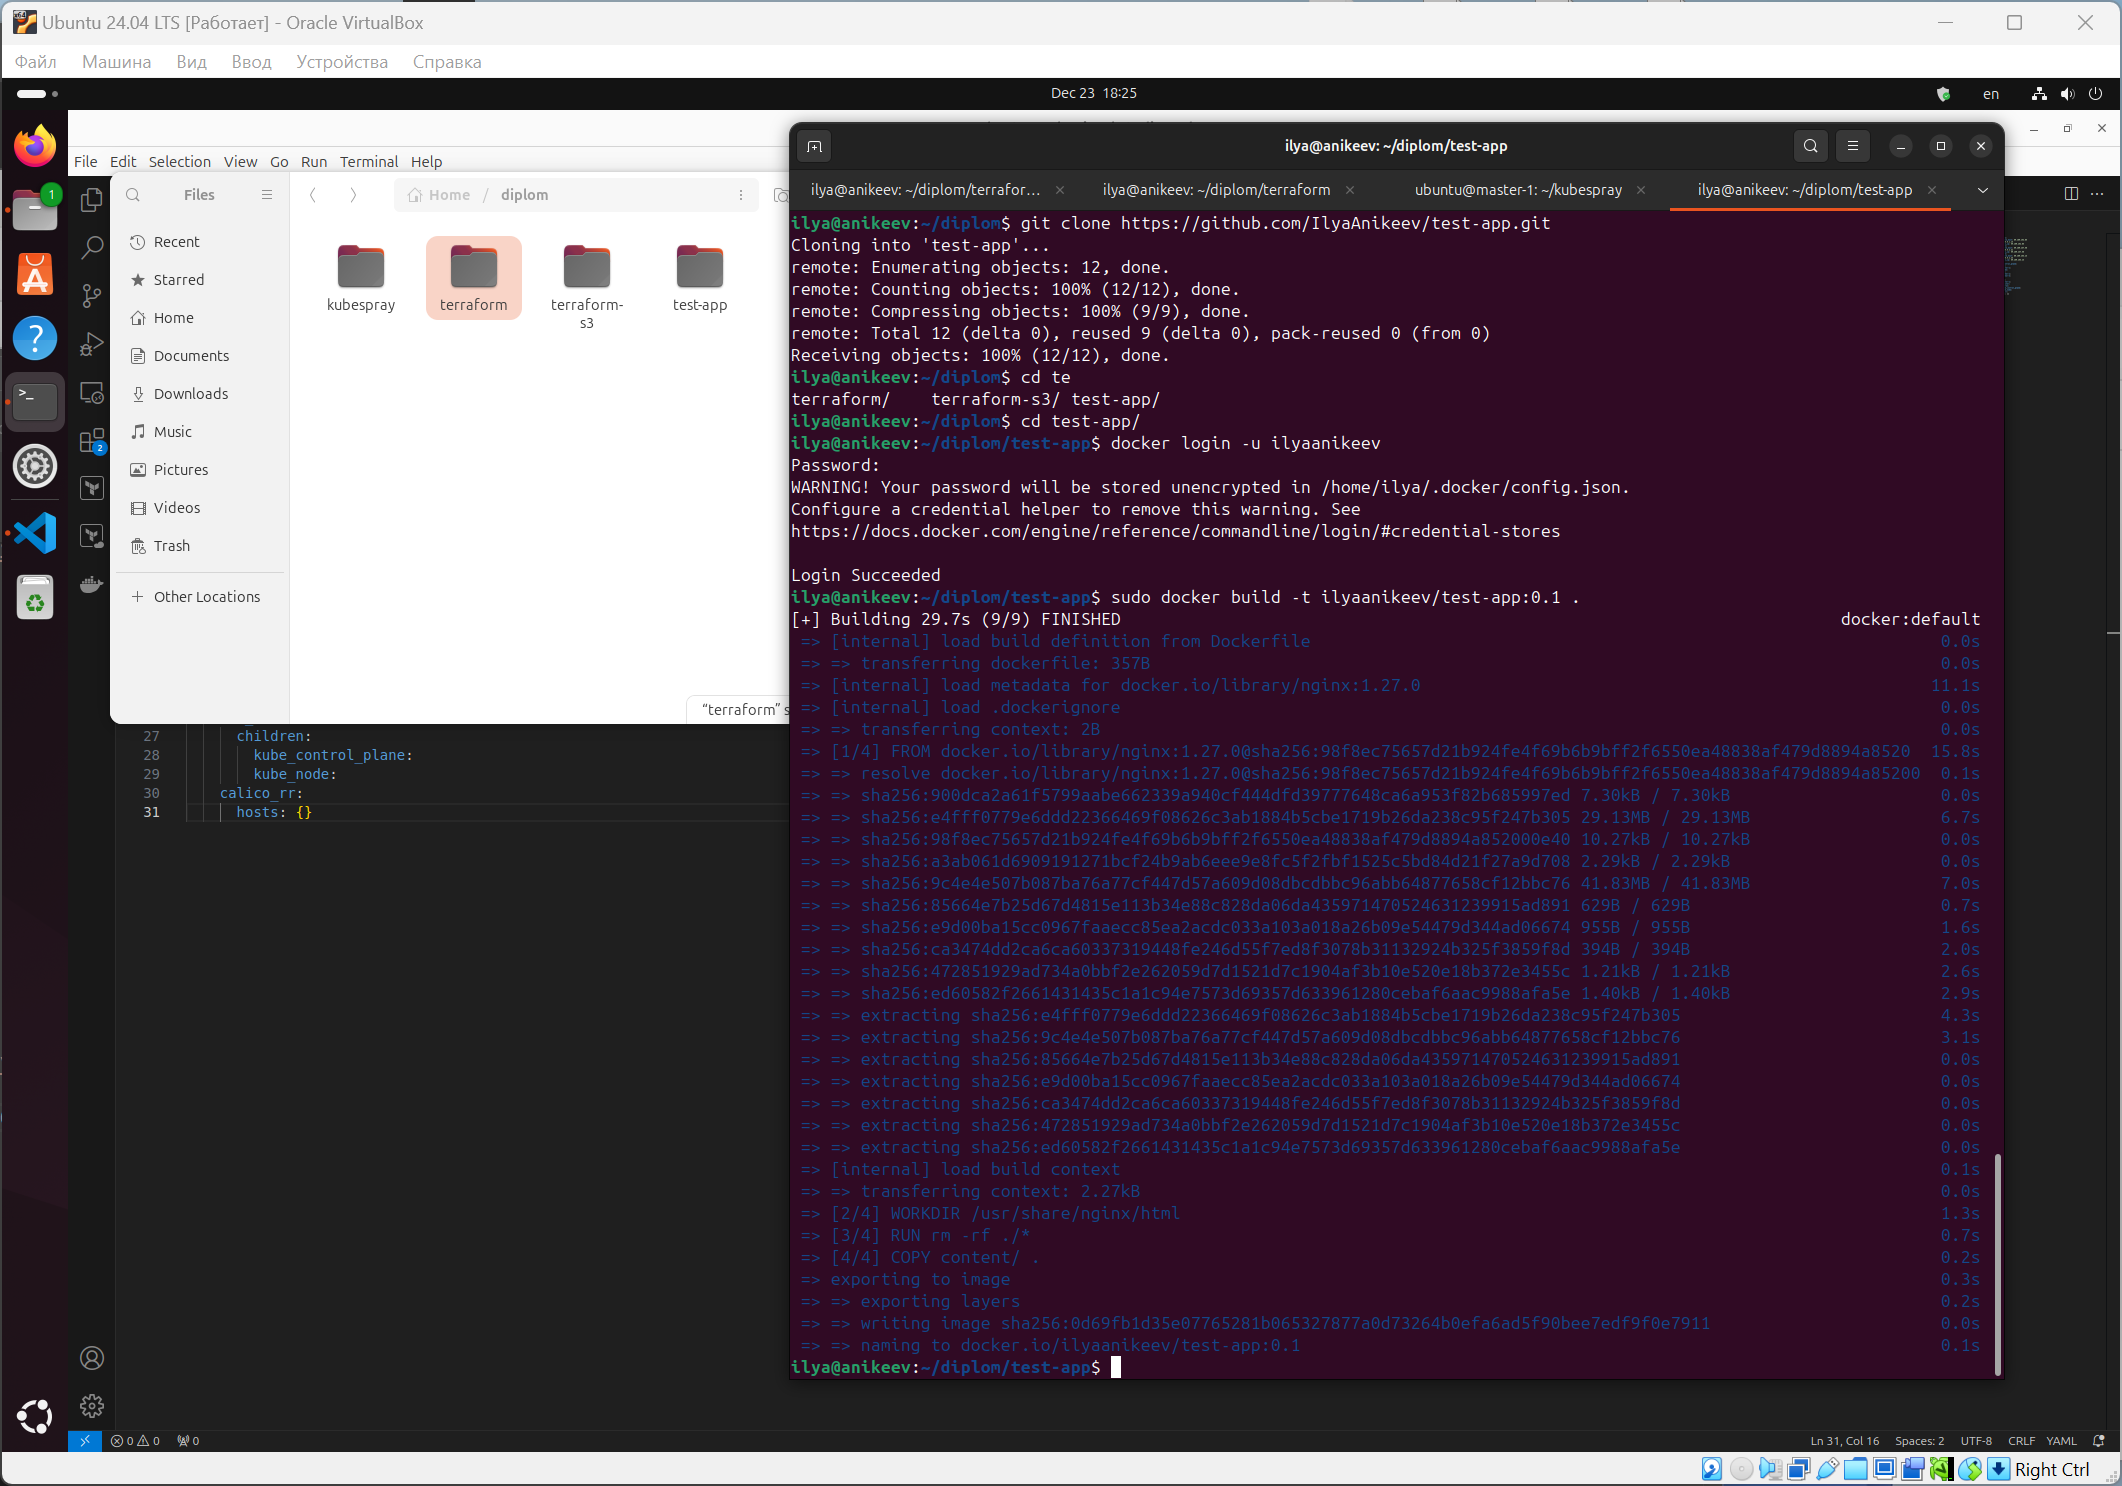 Ubuntu 24.04 LTS [Работает] - Oracle VirtualBox
Файл Машина Вид Ввод Устройства Справка
Dec 23 18:25
en
File Edit Selection View Go Run Terminal Help
Files
Home / diplom
Recent
Starred
Home
Documents
Downloads
Music
Pictures
Videos
Trash
Other Locations
kubespray
terraform
terraform-s3
test-app
"terraform" s
1
2
27 children:
28 kube_control_plane:
29 kube_node:
30 calico_rr:
31 hosts: {}
ilya@anikeev: ~/diplom/test-app
ilya@anikeev: ~/diplom/terrafor...
ilya@anikeev: ~/diplom/terraform
ubuntu@master-1: ~/kubespray
ilya@anikeev: ~/diplom/test-app
ilya@anikeev:~/diplom$ git clone https://github.com/IlyaAnikeev/test-app.git
Cloning into 'test-app'...
remote: Enumerating objects: 12, done.
remote: Counting objects: 100% (12/12), done.
remote: Compressing objects: 100% (9/9), done.
remote: Total 12 (delta 0), reused 9 (delta 0), pack-reused 0 (from 0)
Receiving objects: 100% (12/12), done.
ilya@anikeev:~/diplom$ cd te
terraform/ terraform-s3/ test-app/
ilya@anikeev:~/diplom$ cd test-app/
ilya@anikeev:~/diplom/test-app$ docker login -u ilyaanikeev
Password:
WARNING! Your password will be stored unencrypted in /home/ilya/.docker/config.json.
Configure a credential helper to remove this warning. See
https://docs.docker.com/engine/reference/commandline/login/#credential-stores
Login Succeeded
ilya@anikeev:~/diplom/test-app$ sudo docker build -t ilyaanikeev/test-app:0.1 .
[+] Building 29.7s (9/9) FINISHED docker:default
=> [internal] load build definition from Dockerfile 0.0s
=> => transferring dockerfile: 357B 0.0s
=> [internal] load metadata for docker.io/library/nginx:1.27.0 11.1s
=> [internal] load .dockerignore 0.0s
=> => transferring context: 2B 0.0s
=> [1/4] FROM docker.io/library/nginx:1.27.0@sha256:98f8ec75657d21b924fe4f69b6b9bff2f6550ea48838af479d8894a8520 15.8s
=> => resolve docker.io/library/nginx:1.27.0@sha256:98f8ec75657d21b924fe4f69b6b9bff2f6550ea48838af479d8894a85200 0.1s
=> => sha256:900dca2a61f5799aabe662339a940cf444dfd39777648ca6a953f82b685997ed 7.30kB / 7.30kB 0.0s
=> => sha256:e4fff0779e6ddd22366469f08626c3ab1884b5cbe1719b26da238c95f247b305 29.13MB / 29.13MB 6.7s
=> => sha256:98f8ec75657d21b924fe4f69b6b9bff2f6550ea48838af479d8894a852000e40 10.27kB / 10.27kB 0.0s
=> => sha256:a3ab061d6909191271bcf24b9ab6eee9e8fc5f2fbf1525c5bd84d21f27a9d708 2.29kB / 2.29kB 0.0s
=> => sha256:9c4e4e507b087ba76a77cf447d57a609d08dbcdbbc96abb64877658cf12bbc76 41.83MB / 41.83MB 7.0s
=> => sha256:85664e7b25d67d4815e113b34e88c828da06da4359714705246312399​15ad891 629B / 629B 0.7s
=> => sha256:e9d00ba15cc0967faaecc85ea2acdc033a103a018a26b09e54479d344ad06674 955B / 955B 1.6s
=> => sha256:ca3474dd2ca6ca60337319448fe246d55f7ed8f3078b31132924b325f3859f8d 394B / 394B 2.0s
=> => sha256:472851929ad734a0bbf2e262059d7d1521d7c1904af3b10e520e18b372e3455c 1.21kB / 1.21kB 2.6s
=> => sha256:ed60582f2661431435c1a1c94e7573d69357d633961280cebaf6aac9988afa5e 1.40kB / 1.40kB 2.9s
=> => extracting sha256:e4fff0779e6ddd22366469f08626c3ab1884b5cbe1719b26da238c95f247b305 4.3s
=> => extracting sha256:9c4e4e507b087ba76a77cf447d57a609d08dbcdbbc96abb64877658cf12bbc76 3.1s
=> => extracting sha256:85664e7b25d67d4815e113b34e88c828da06da435971470524631239915ad891 0.0s
=> => extracting sha256:e9d00ba15cc0967faaecc85ea2acdc033a103a018a26b09e54479d344ad06674 0.0s
=> => extracting sha256:ca3474dd2ca6ca60337319448fe246d55f7ed8f3078b31132924b325f3859f8d 0.0s
=> => extracting sha256:472851929ad734a0bbf2e262059d7d1521d7c1904af3b10e520e18b372e3455c 0.0s
=> => extracting sha256:ed60582f2661431435c1a1c94e7573d69357d633961280cebaf6aac9988afa5e 0.0s
=> [internal] load build context 0.1s
=> => transferring context: 2.27kB 0.0s
=> [2/4] WORKDIR /usr/share/nginx/html 1.3s
=> [3/4] RUN rm -rf ./* 0.7s
=> [4/4] COPY content/ . 0.2s
=> exporting to image 0.3s
=> => exporting layers 0.2s
=> => writing image sha256:0d69fb1d35e07765281b065327877a0d73264b0efa6ad5f90bee7edf9f0e7911 0.0s
=> => naming to docker.io/ilyaanikeev/test-app:0.1 0.1s
ilya@anikeev:~/diplom/test-app$
0 0 0
Ln 31, Col 16 Spaces: 2 UTF-8 CRLF YAML
Right Ctrl